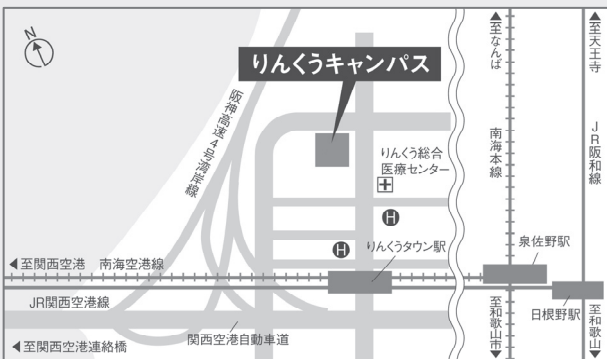 N
りんくうキャンパス
▲至なんば
▲至天王寺
阪神高速4号湾岸線
南海本線
JR阪和線
りんくう総合
医療センター
H
H
りんくうタウン駅
泉佐野駅
◀至関西空港 南海空港線
JR関西空港線
日根野駅
関西空港自動車道
◀至関西空港連絡橋
至和歌山市▼
至和歌山▼